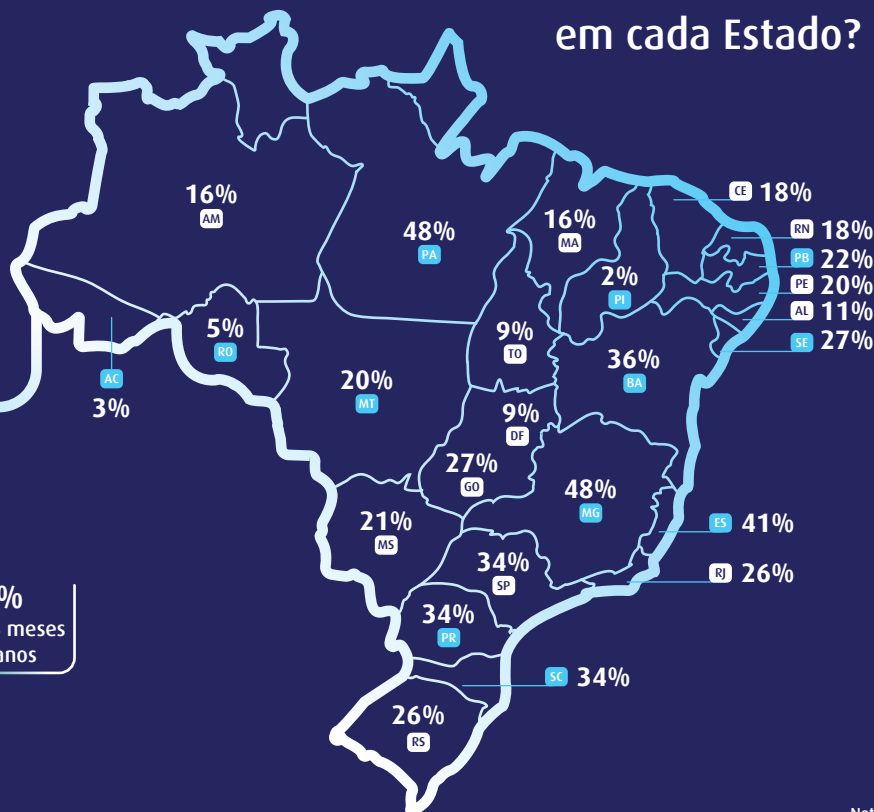 em cada Estado?
CE 18%
16%
AM
48%
PA
16%
MA
RN 18%
PB 22%
2%
PI
PE 20%
AL 11%
5%
RO
9%
TO
36%
BA
SE 27%
AC
3%
20%
MT
9%
DF
27%
GO
48%
MG
21%
MS
ES 41%
34%
SP
RJ 26%
%
meses
anos
34%
PR
SC 34%
26%
RS